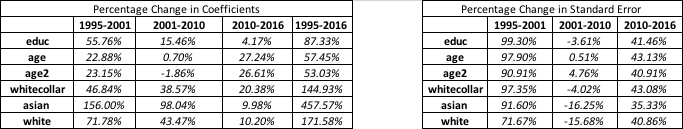 Percentage Change in Coefficients
1995-2001 2001-2010 2010-2016 1995-2016
educ 55.76% 15.46% 4.17% 87.33%
age 22.88% 0.70% 27.24% 57.45%
age2 23.15% -1.86% 26.61% 53.03%
whitecollar 46.84% 38.57% 20.38% 144.93%
asian 156.00% 98.04% 9.98% 457.57%
white 71.78% 43.47% 10.20% 171.58%
Percentage Change in Standard Error
1995-2001 2001-2010 2010-2016
educ 99.30% -3.61% 41.46%
age 97.90% 0.51% 43.13%
age2 90.91% 4.76% 40.91%
whitecollar 97.35% -4.02% 43.08%
asian 91.60% -16.25% 35.33%
white 71.67% -15.68% 40.86%